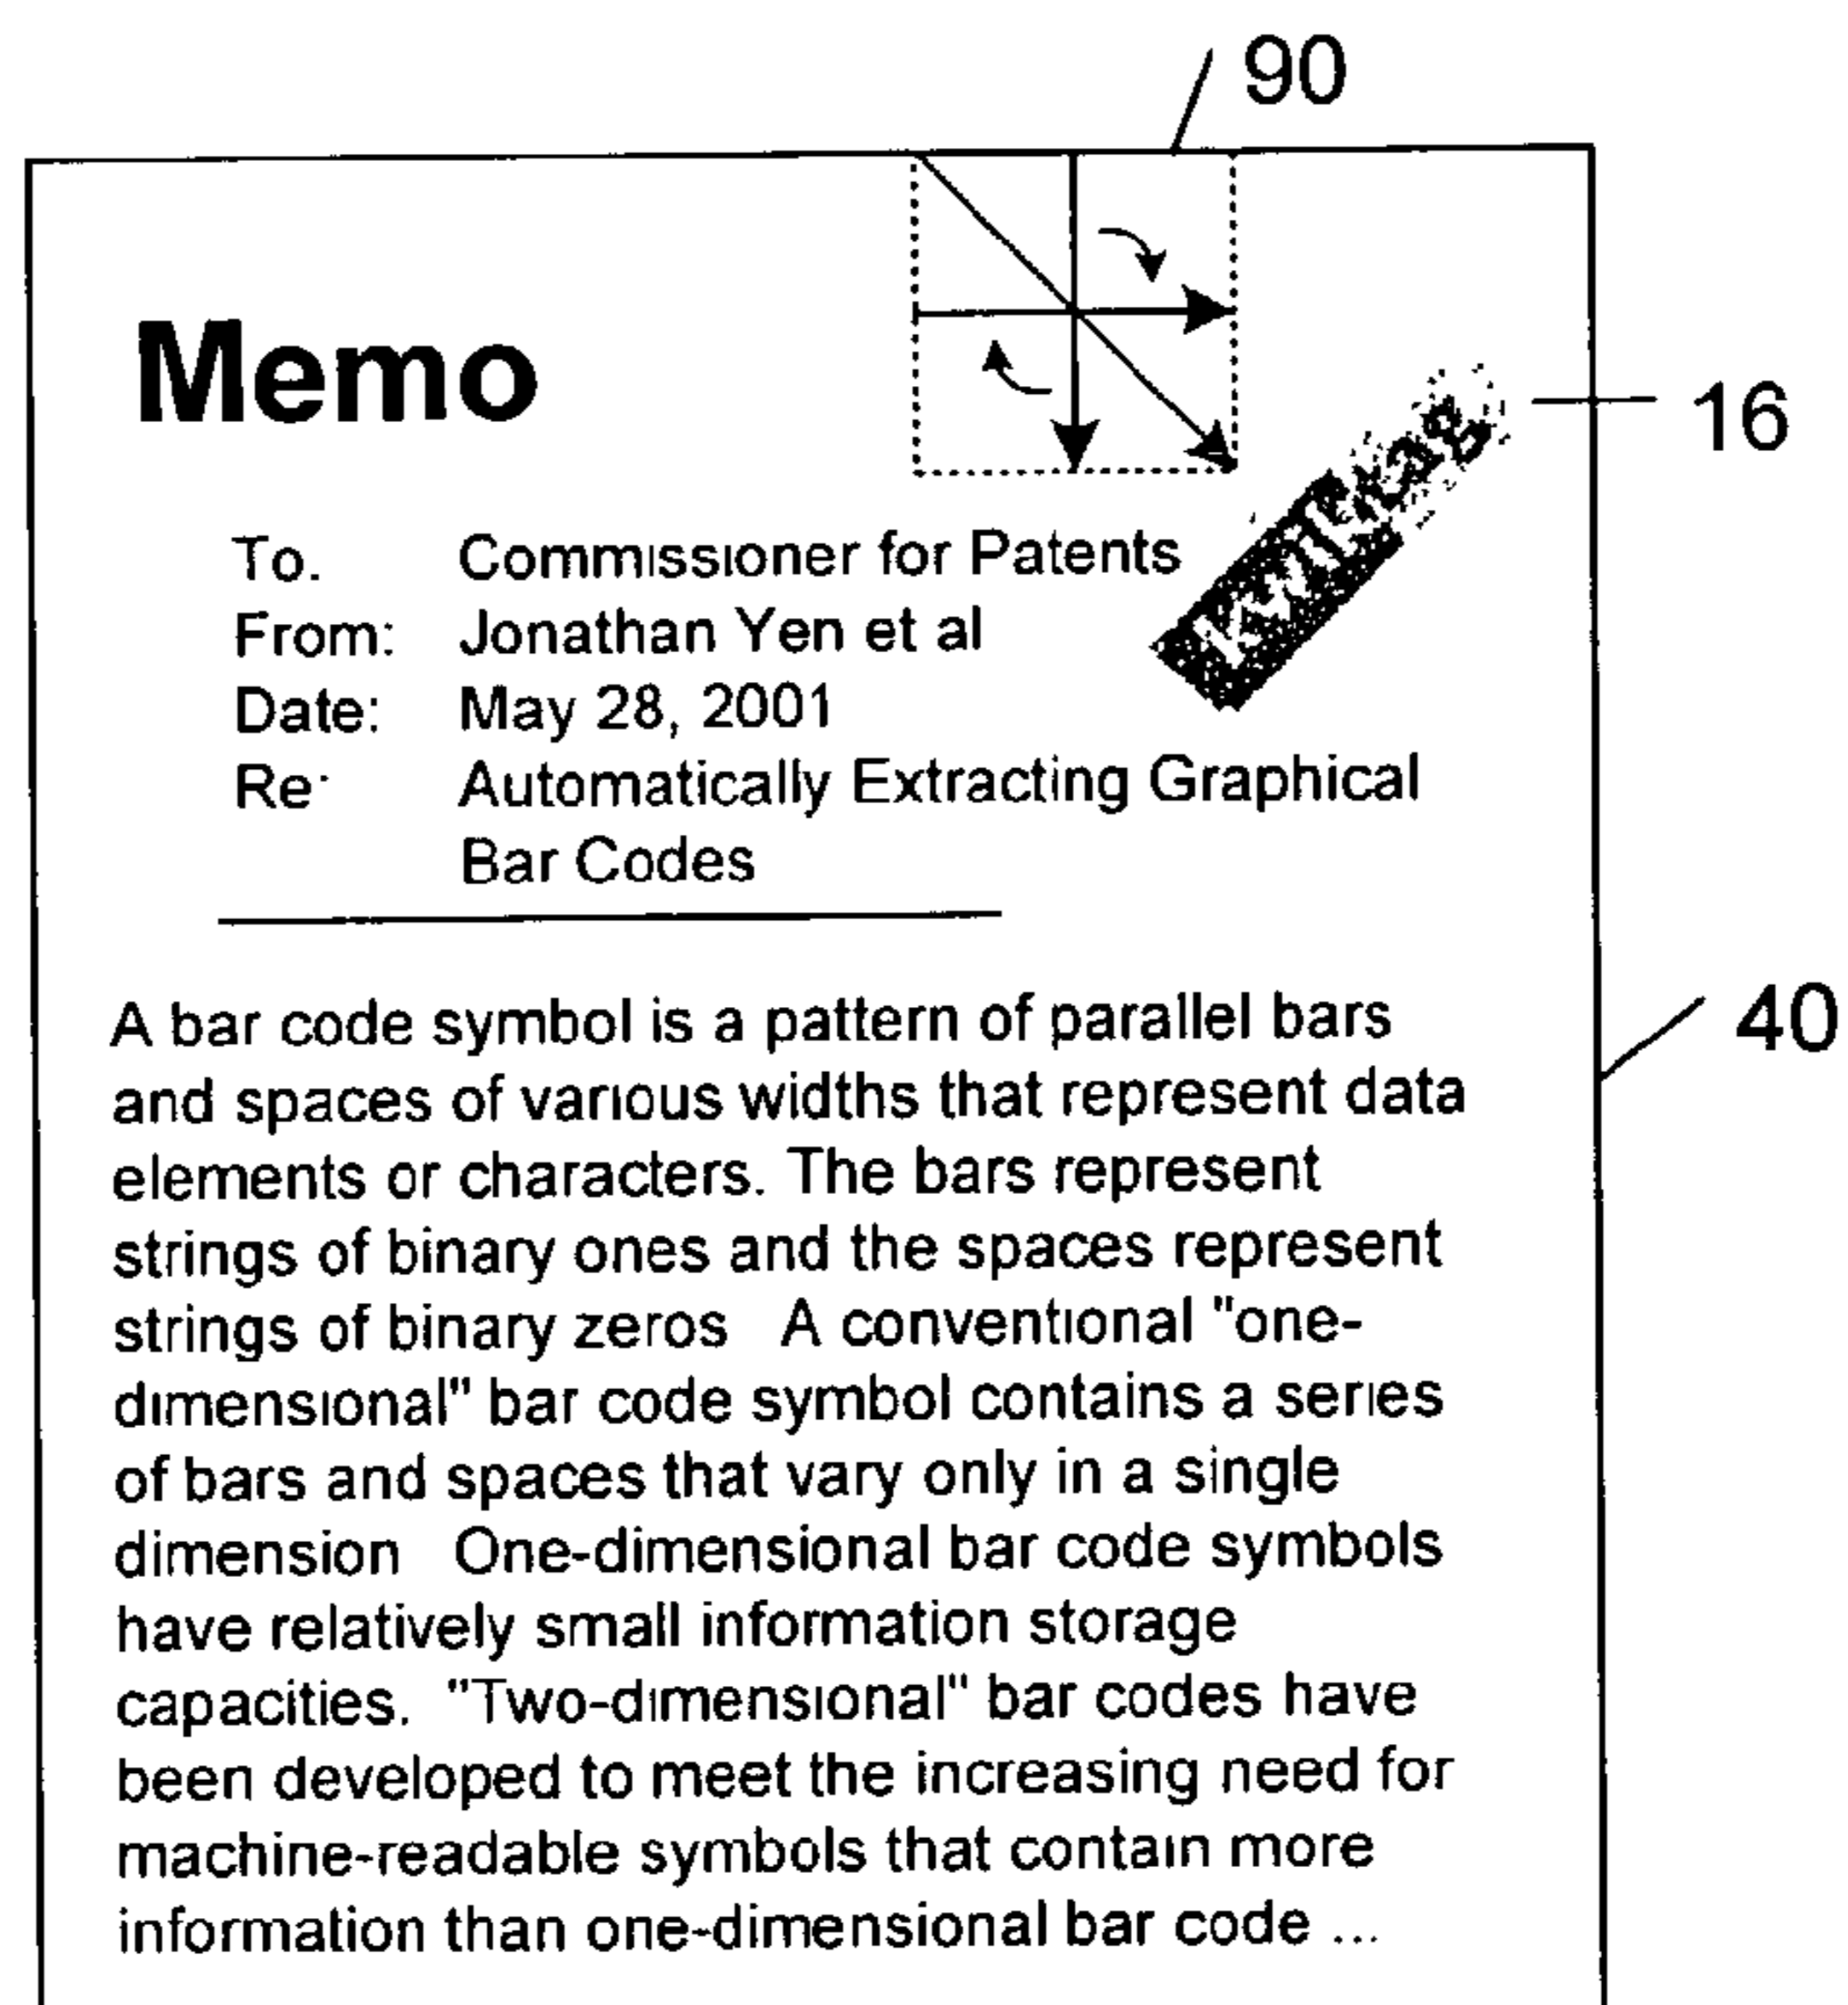 90
Memo
16
To. Commissioner for Patents
From: Jonathan Yen et al
Date: May 28, 2001
Re: Automatically Extracting Graphical
Bar Codes
A bar code symbol is a pattern of parallel bars
40
and spaces of various widths that represent data
elements or characters. The bars represent
strings of binary ones and the spaces represent
strings of binary zeros A conventional "one-
dimensional" bar code symbol contains a series
of bars and spaces that vary only in a single
dimension One-dimensional bar code symbols
have relatively small information storage
capacities. "Two-dimensional" bar codes have
been developed to meet the increasing need for
machine-readable symbols that contain more
information than one-dimensional bar code ...